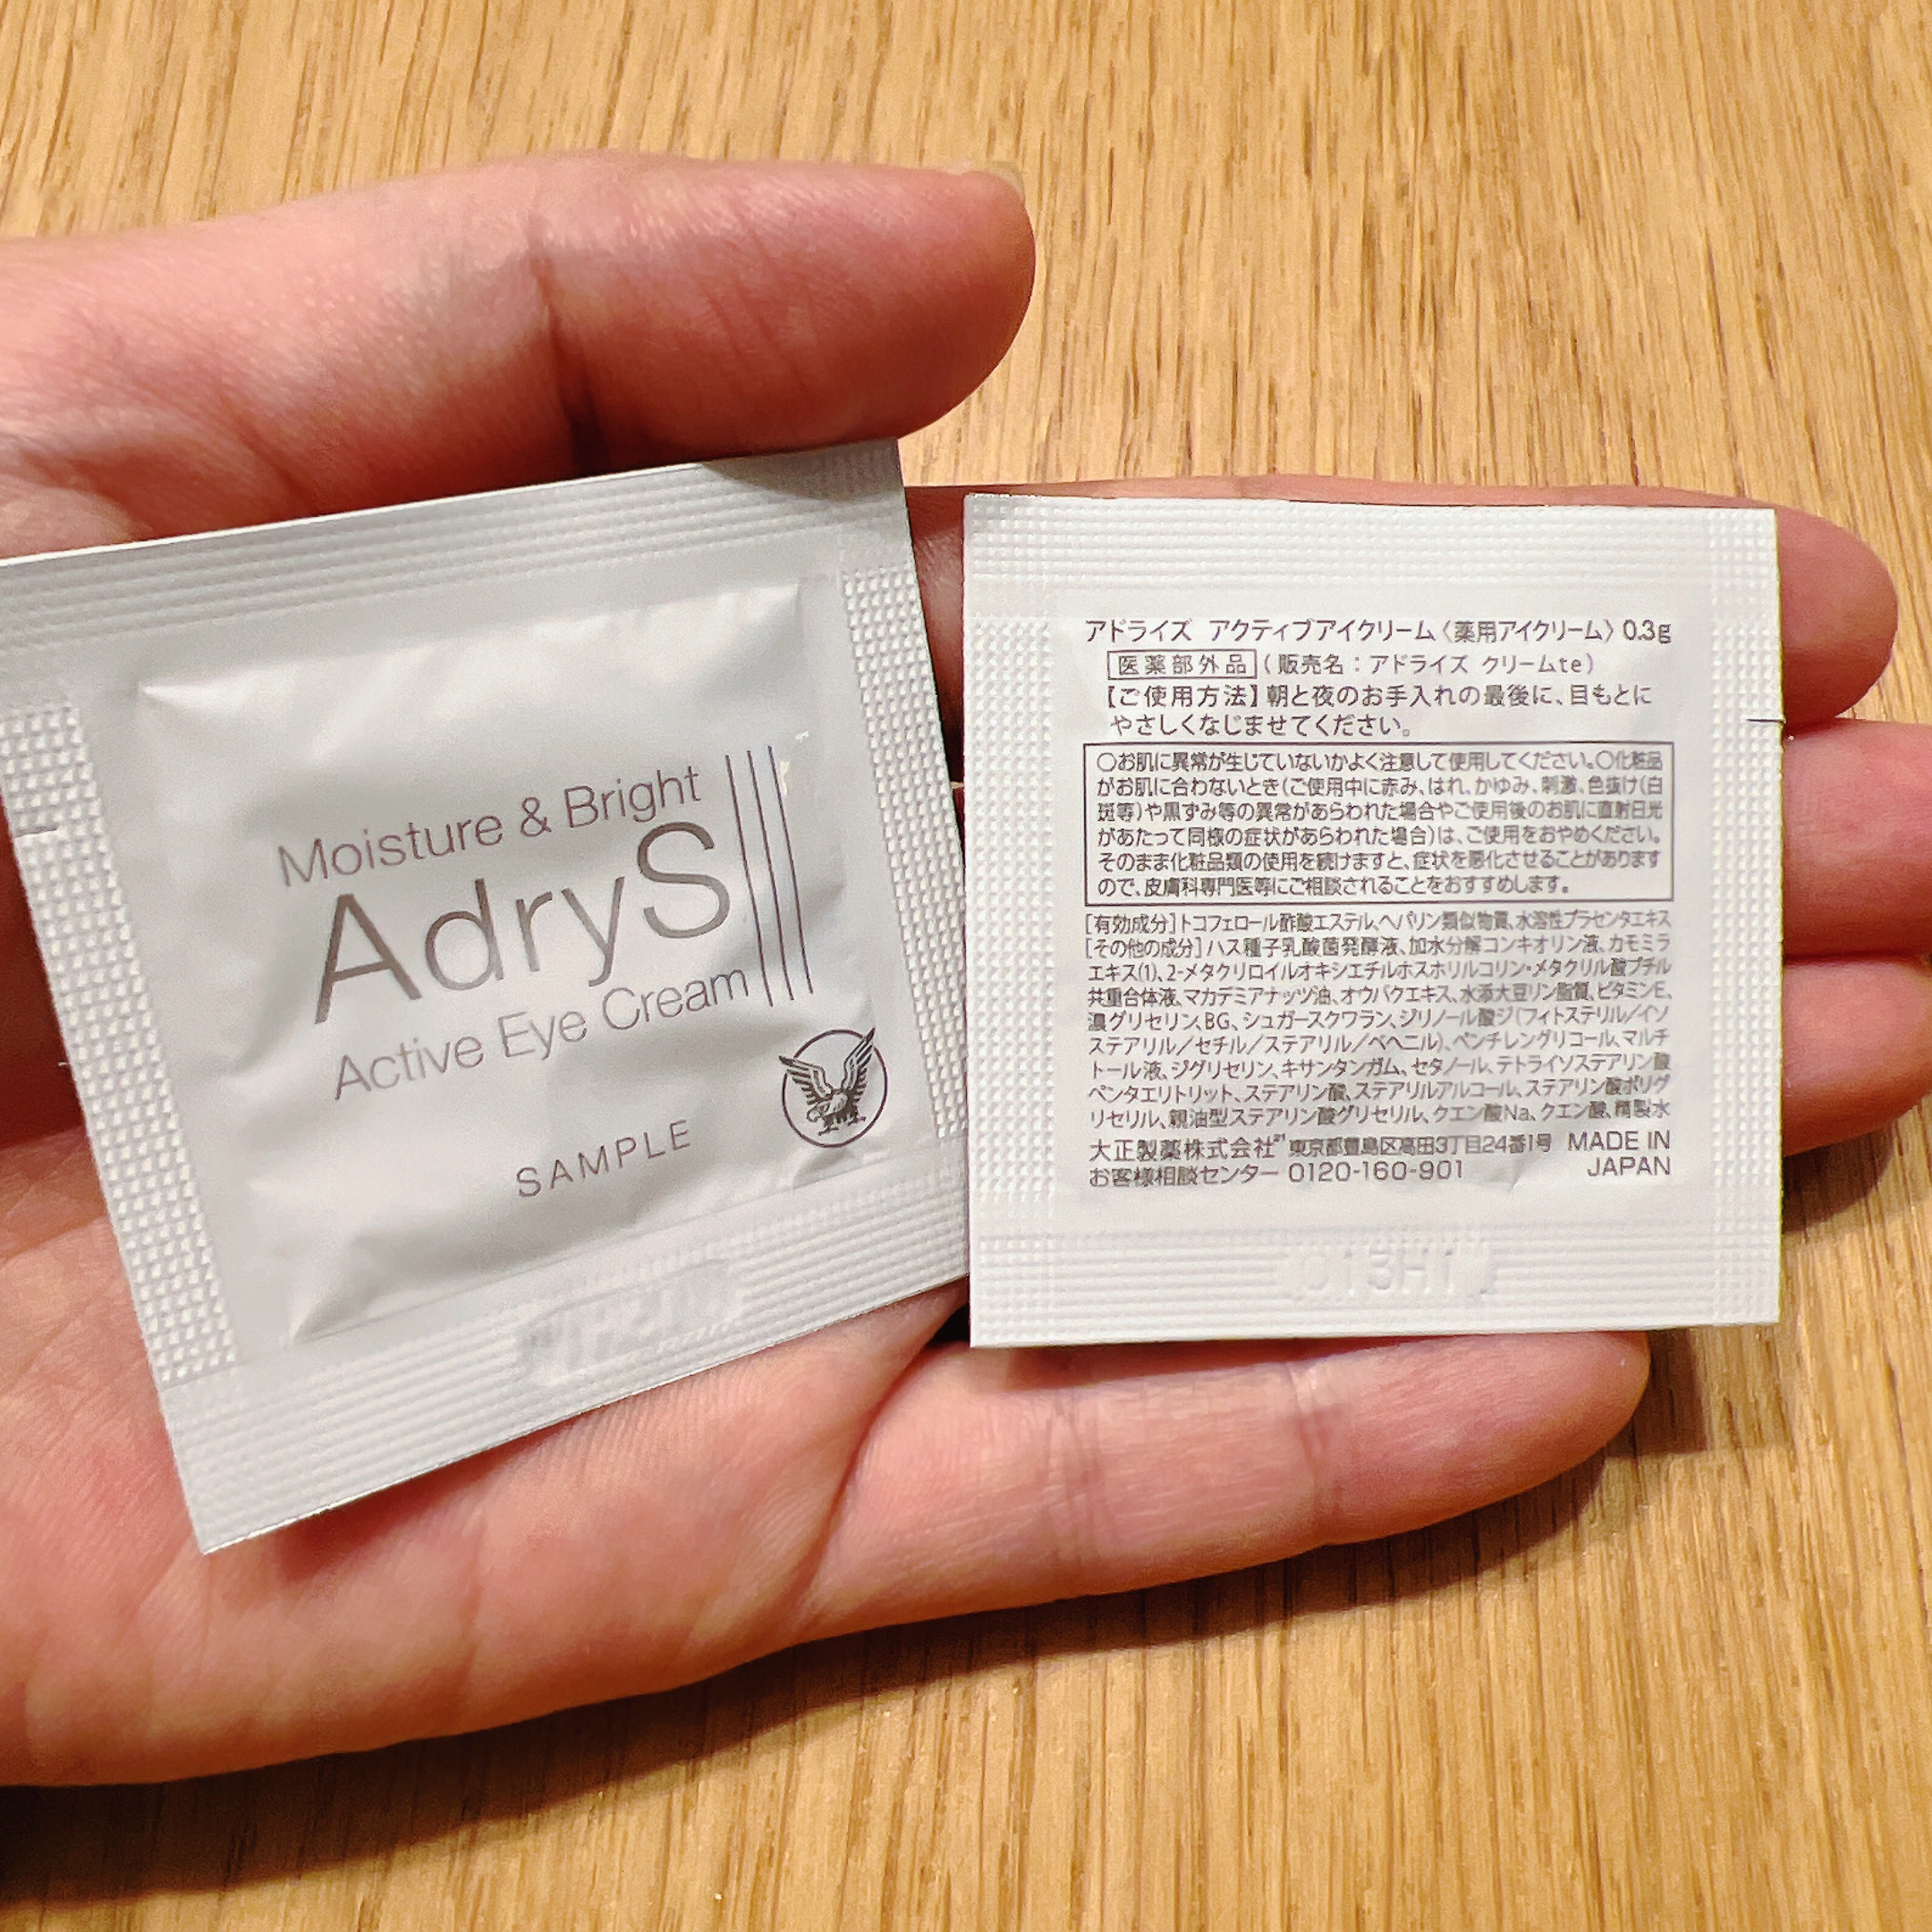 Moisture & Bright
AdryS
Active Eye Cream
SAMPLE
アドライズ アクティブアイクリーム〈薬用アイクリーム〉0.3g
医薬部外品(販売名：アドライズ クリームte)
【ご使用方法】朝と夜のお手入れの最後に、目もとに
やさしくなじませてください。
○お肌に異常が生じていないかよく注意して使用してください。○化粧品
がお肌に合わないとき(ご使用中に赤み、はれ、かゆみ、刺激、色抜け(白
斑等)や黒ずみ等の異常があらわれた場合やご使用後のお肌に直射日光
があたって同様の症状があらわれた場合)は、ご使用をおやめください。
そのまま化粧品類の使用を続けますと、症状を悪化させることがあります
ので、皮膚科専門医等にご相談されることをおすすめします。
[有効成分]トコフェロール酢酸エステル、ヘパリン類似物質、水溶性プラセンタエキス
[その他の成分]ハス種子乳酸菌発酵液、加水分解コンキオリン液、カモミラ
エキス(1)、2-メタクリロイルオキシエチルホスホリルコリン・メタクリル酸ブチル
共重合体液、マカデミアナッツ油、オウバクエキス、水添大豆リン脂質、ビタミンE、
濃グリセリン、BG、シュガースクワラン、ジリノール酸ジ(フィトステリル／イソ
ステアリル／セチル／ステアリル／ベヘニル)、ペンチレングリコール、マルチ
トール液、ジグリセリン、キサンタンガム、セタノール、テトライソステアリン酸
ペンタエリトリット、ステアリン酸、ステアリルアルコール、ステアリン酸ポリグ
リセリル、親油型ステアリン酸グリセリル、クエン酸Na、クエン酸、精製水
大正製薬株式会社 東京都豊島区高田3丁目24番1号 MADE IN
お客様相談センター 0120-160-901 JAPAN